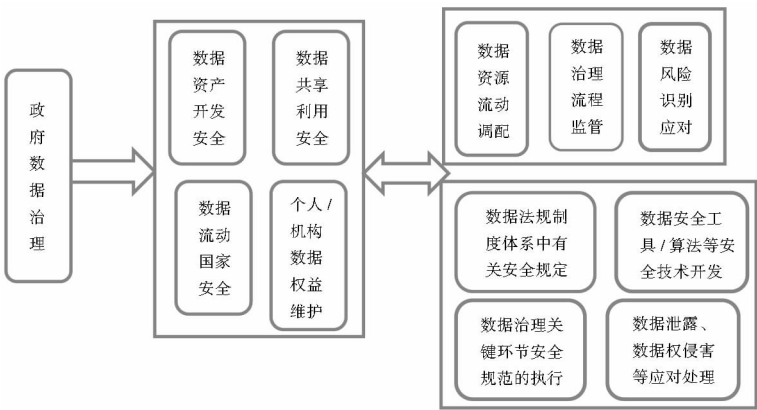 政
府
数
据
治
理
数据
资产
开发
安全
数据
共享
利用
安全
数据
流动
国家
安全
个人/
机构
数据
权益
维护
数据
资源
流动
调配
数据
治理
流程
监管
数据
风险
识别
应对
数据法规制
度体系中有
关安全规定
数据安全工
具/算法等安
全技术开发
数据治理关
键环节安全
规范的执行
数据泄露、
数据权侵害
等应对处理